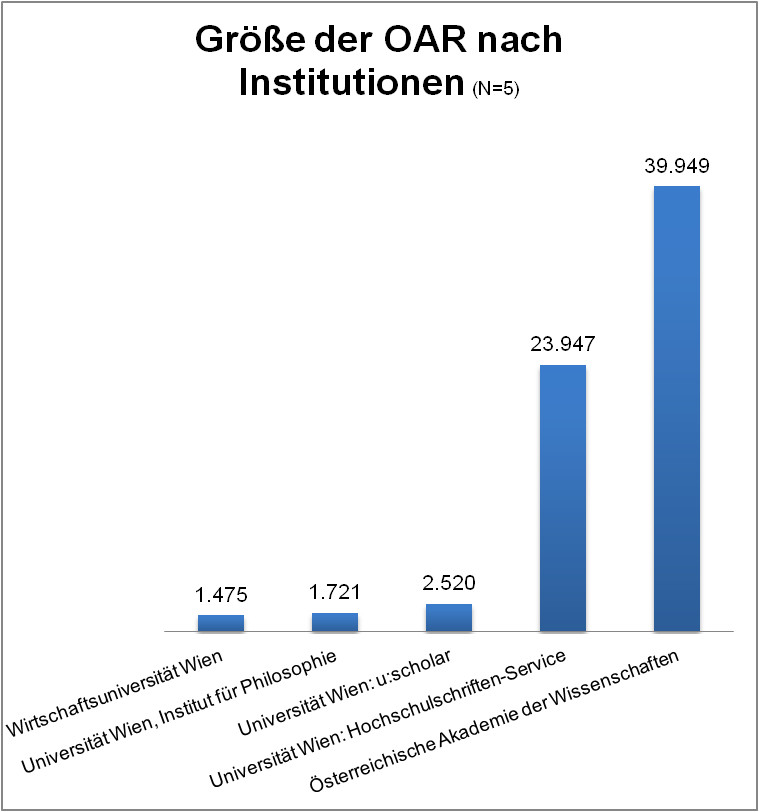 Größe der OAR nach
Institutionen (N=5)
39.949
23.947
2.520
1.721
1.475
Wirtschaftsuniversität Wien
Universität Wien, Institut für Philosophie
Universität Wien: u:scholar
Universität Wien: Hochschulschriften-Service
Österreichische Akademie der Wissenschaften